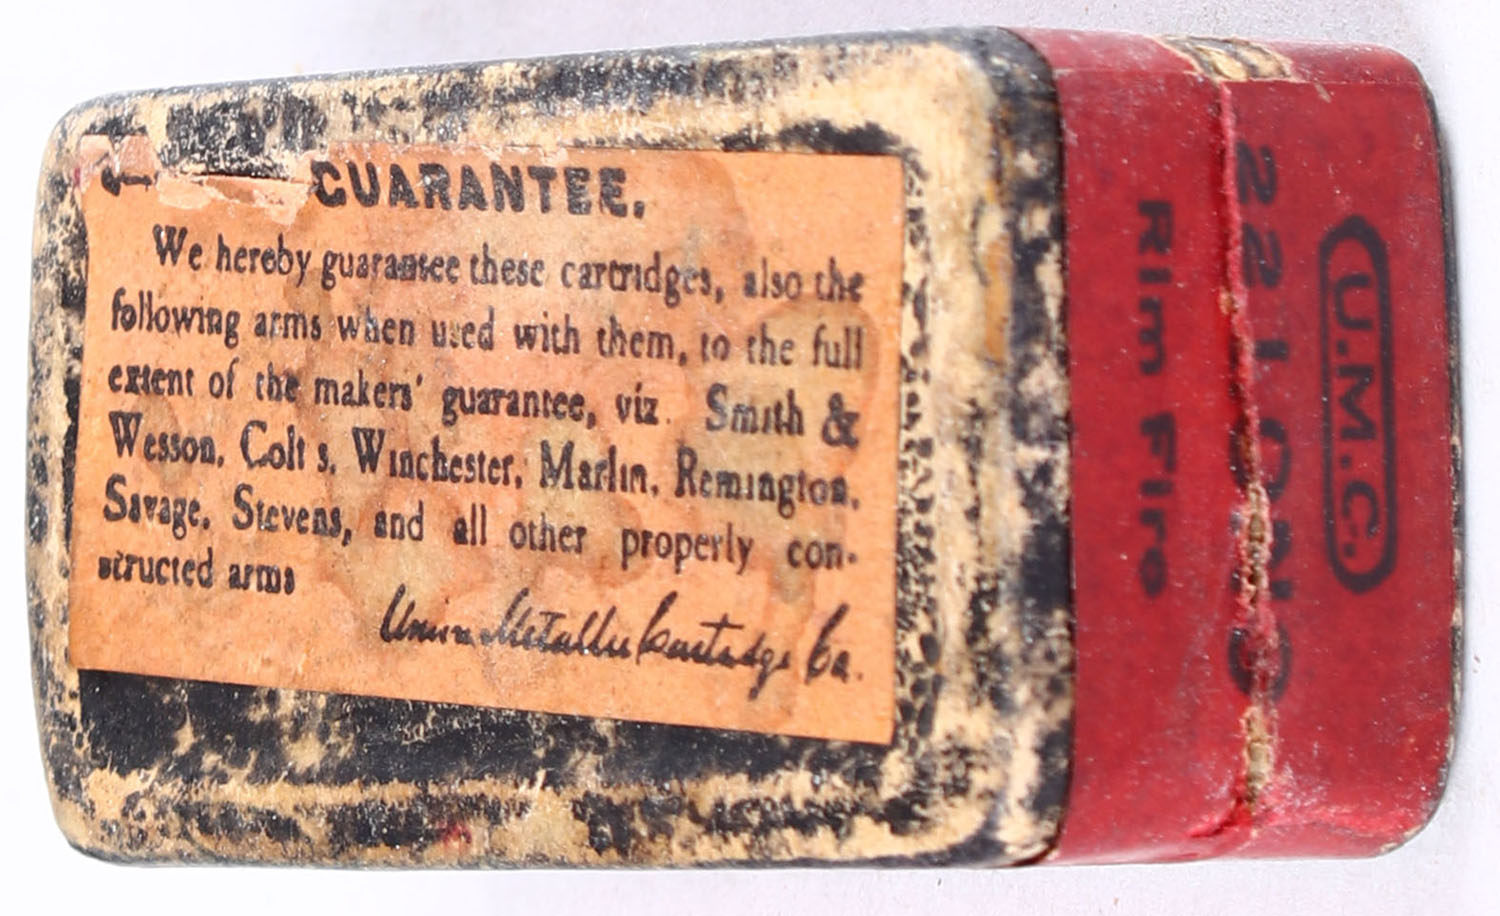 GUARANTEE.
We hereby guarantee these cartridges, also the
following arms when used with them, to the full
extent of the makers' guarantee, viz. Smith &
Wesson, Colt s, Winchester, Marlin, Remington,
Savage, Stevens, and all other properly con-
structed arms
Union Metallic Cartridge Co.
U.M.C.
22 LONG
Rim Fire